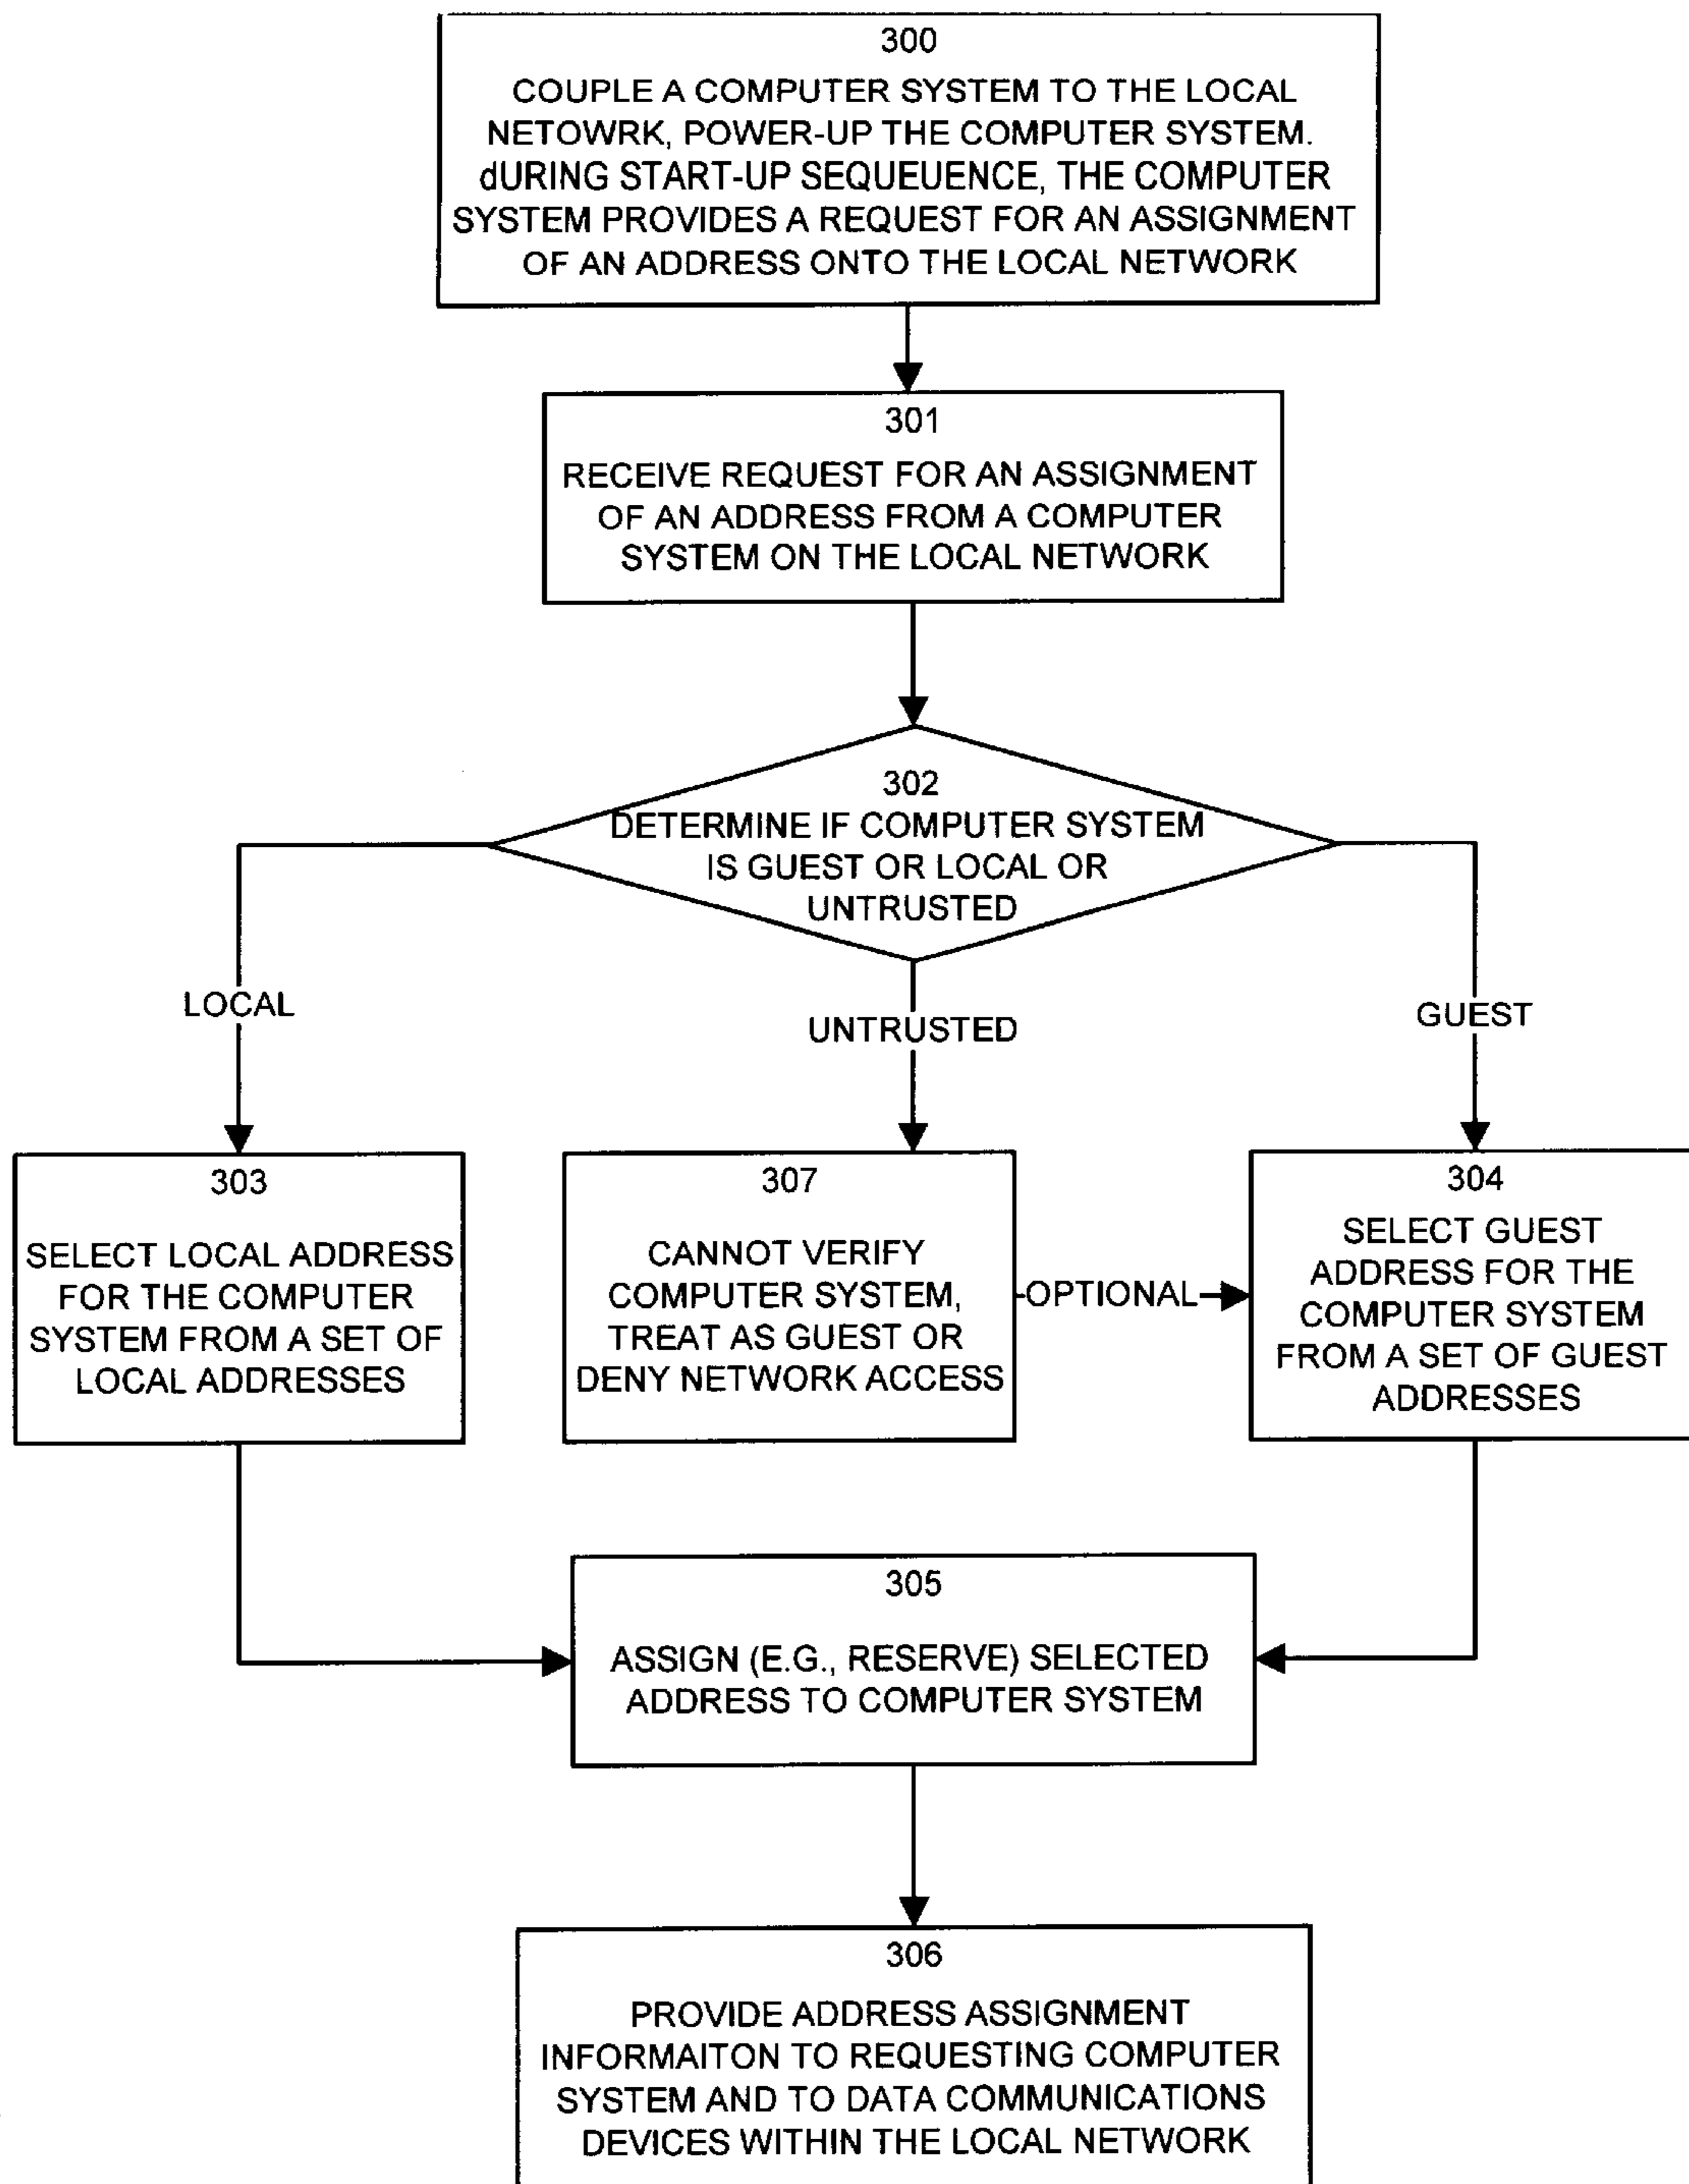 300
COUPLE A COMPUTER SYSTEM TO THE LOCAL
NETOWRK, POWER-UP THE COMPUTER SYSTEM.
dURING START-UP SEQUEUENCE, THE COMPUTER
SYSTEM PROVIDES A REQUEST FOR AN ASSIGNMENT
OF AN ADDRESS ONTO THE LOCAL NETWORK
301
RECEIVE REQUEST FOR AN ASSIGNMENT
OF AN ADDRESS FROM A COMPUTER
SYSTEM ON THE LOCAL NETWORK
302
DETERMINE IF COMPUTER SYSTEM
IS GUEST OR LOCAL OR
UNTRUSTED
LOCAL
UNTRUSTED
GUEST
303
SELECT LOCAL ADDRESS
FOR THE COMPUTER
SYSTEM FROM A SET OF
LOCAL ADDRESSES
307
CANNOT VERIFY
COMPUTER SYSTEM,
TREAT AS GUEST OR
DENY NETWORK ACCESS
OPTIONAL
304
SELECT GUEST
ADDRESS FOR THE
COMPUTER SYSTEM
FROM A SET OF GUEST
ADDRESSES
305
ASSIGN (E.G., RESERVE) SELECTED
ADDRESS TO COMPUTER SYSTEM
306
PROVIDE ADDRESS ASSIGNMENT
INFORMAITON TO REQUESTING COMPUTER
SYSTEM AND TO DATA COMMUNICATIONS
DEVICES WITHIN THE LOCAL NETWORK